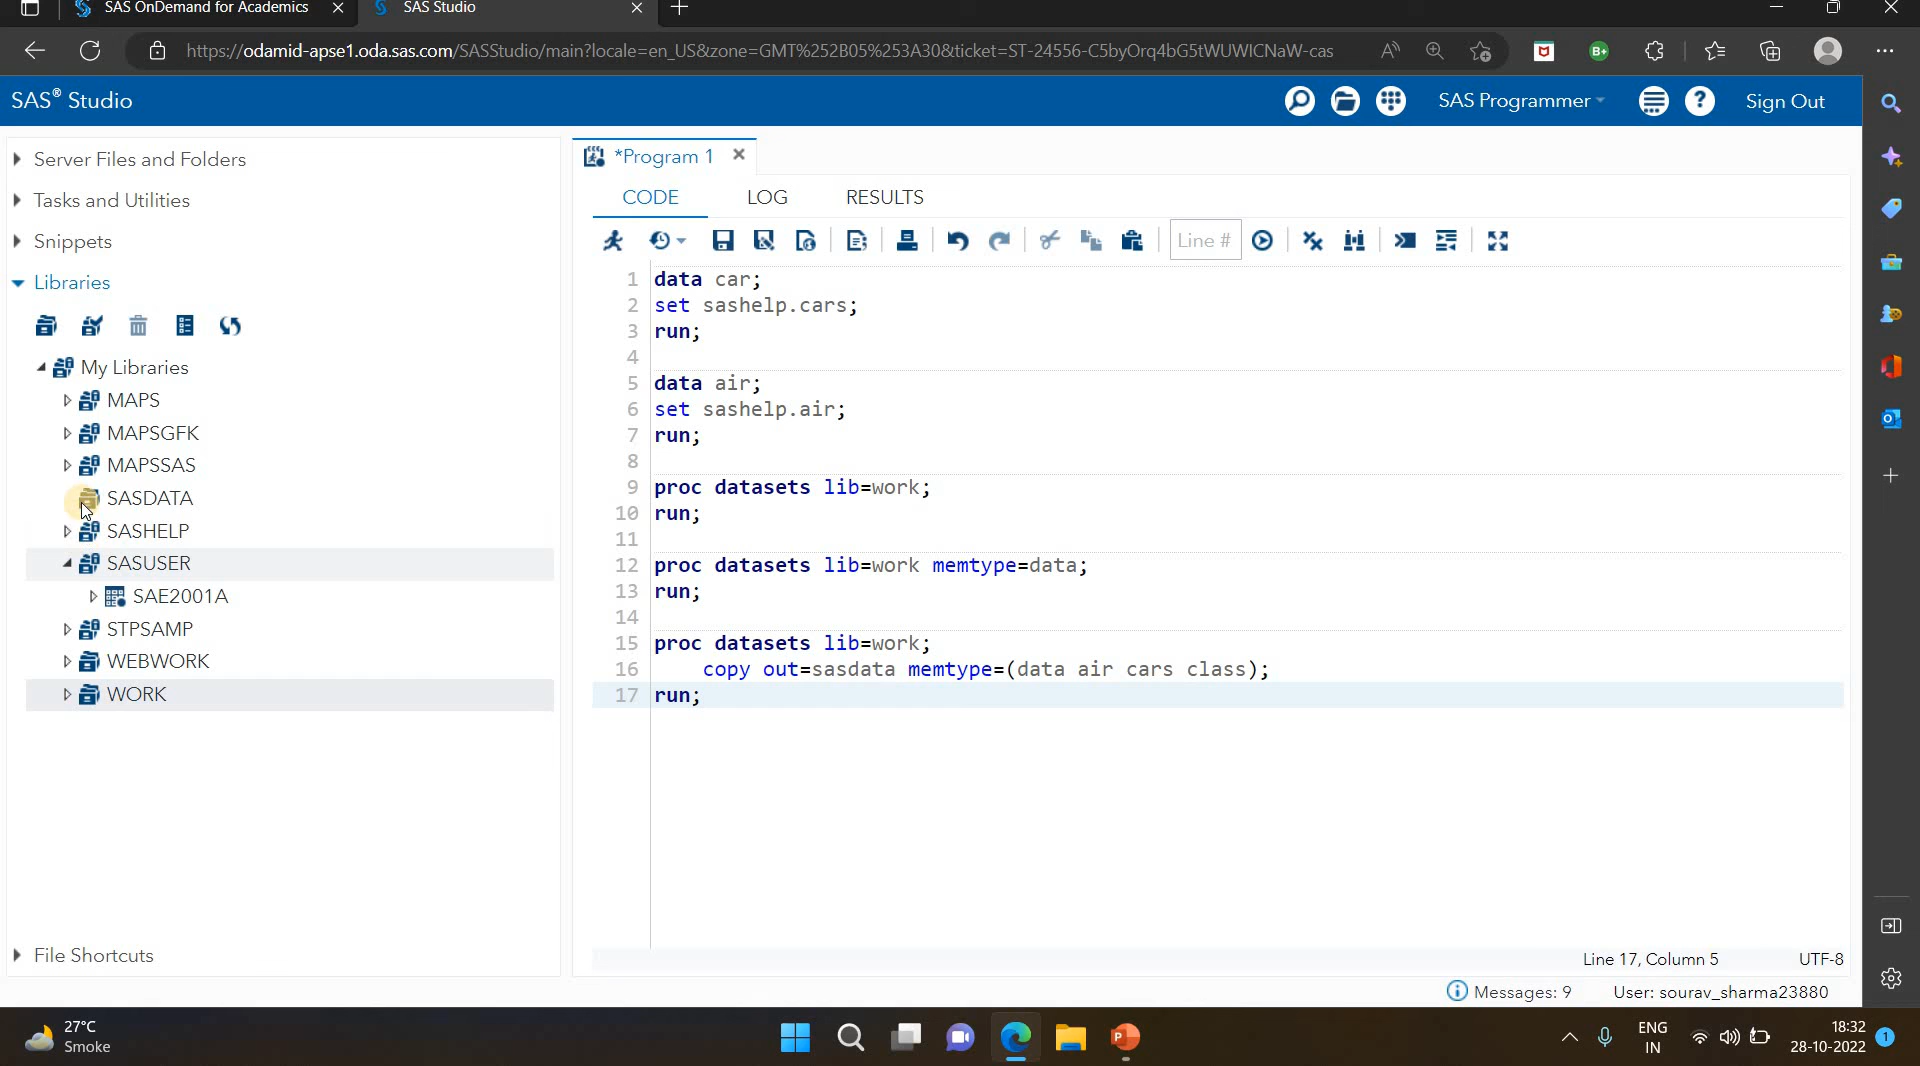 SAS OnDemand for Academics
SAS Studio
https://odamid-apse1.oda.sas.com/SASStudio/main?locale=en_US&zone=GMT%252B05%253A30&ticket=ST-24556-C5byOrq4bG5tWUWICNaW-cas
SAS® Studio
SAS Programmer
Sign Out
Server Files and Folders
Tasks and Utilities
Snippets
Libraries
My Libraries
MAPS
MAPSGFK
MAPSSAS
SASDATA
SASHELP
SASUSER
SAE2001A
STPSAMP
WEBWORK
WORK
File Shortcuts
*Program 1
CODE LOG RESULTS
Line #
1 data car;
2 set sashelp.cars;
3 run;
4
5 data air;
6 set sashelp.air;
7 run;
8
9 proc datasets lib=work;
10 run;
11
12 proc datasets lib=work memtype=data;
13 run;
14
15 proc datasets lib=work;
16 copy out=sasdata memtype=(data air cars class);
17 run;
Line 17, Column 5 UTF-8
Messages: 9 User: sourav_sharma23880
27°C
Smoke
ENG
IN
18:32
28-10-2022
1